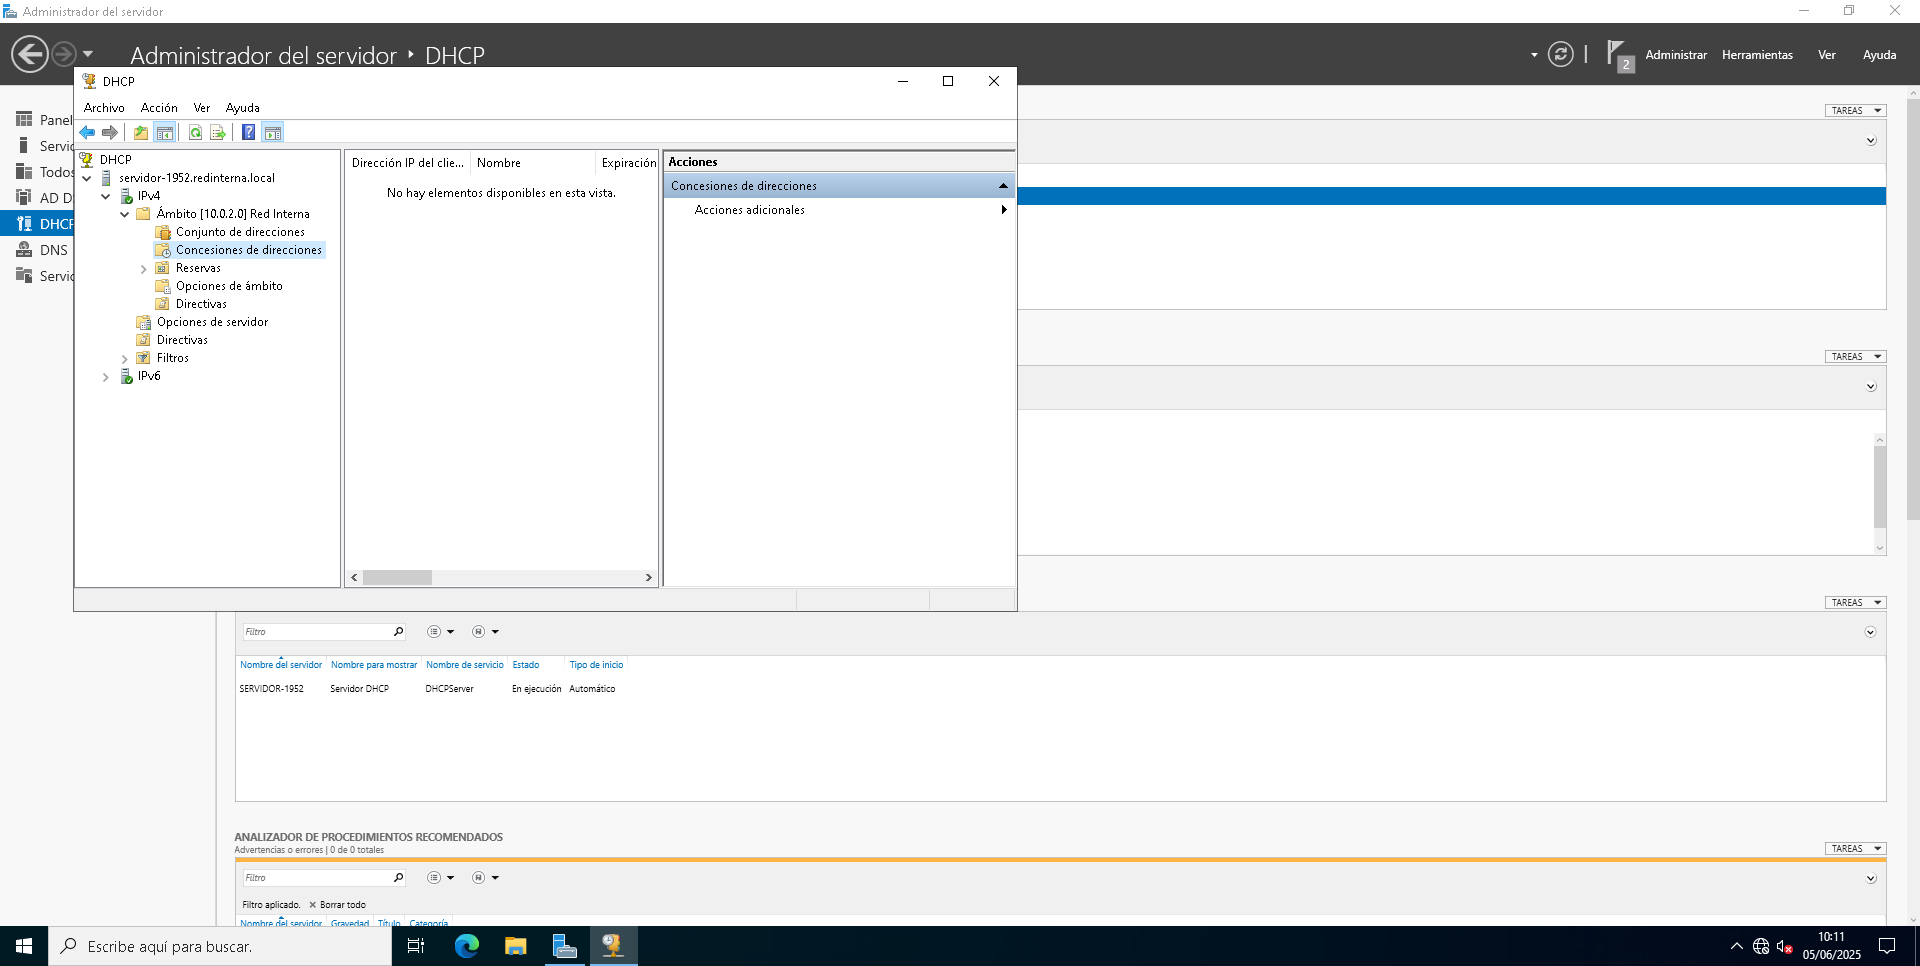 Administrador del servidor
Administrador del servidor ‣ DHCP
2
Administrar
Herramientas
Ver
Ayuda
Panel
Servic
Todos
AD D
DHCP
DNS
Servic
DHCP
Archivo Acción Ver Ayuda
DHCP
servidor-1952.redinterna.local
IPv4
Ámbito [10.0.2.0] Red Interna
Conjunto de direcciones
Concesiones de direcciones
Reservas
Opciones de ámbito
Directivas
Opciones de servidor
Directivas
Filtros
IPv6
Dirección IP del clie... Nombre Expiración
No hay elementos disponibles en esta vista.
Acciones
Concesiones de direcciones
Acciones adicionales
TAREAS
TAREAS
TAREAS
Filtro
Nombre del servidor Nombre para mostrar Nombre de servicio Estado Tipo de inicio
SERVIDOR-1952 Servidor DHCP DHCPServer En ejecución Automático
ANALIZADOR DE PROCEDIMIENTOS RECOMENDADOS
Advertencias o errores | 0 de 0 totales
TAREAS
Filtro
Filtro aplicado. Borrar todo
Nombre del servidor Gravedad Título Categoría
Escribe aquí para buscar.
10:11
05/06/2025